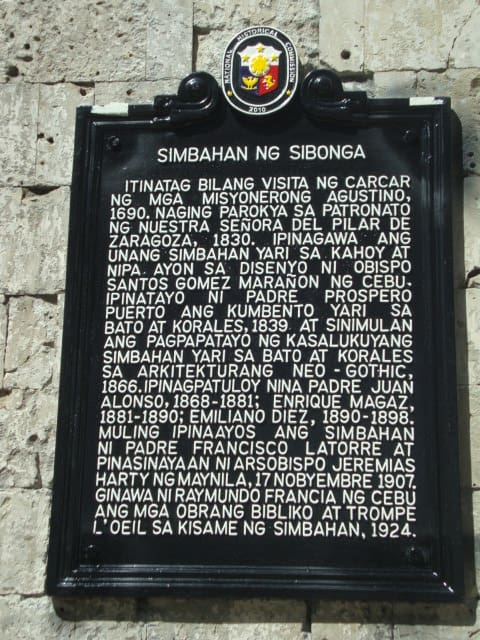 NATIONAL HISTORICAL COMMISSION
2010
SIMBAHAN NG SIBONGA
ITINATAG BILANG VISITA NG CARCAR
NG MGA MISYONERONG AGUSTINO,
1690. NAGING PAROKYA SA PATRONATO
NG NUESTRA SEÑORA DEL PILAR DE
ZARAGOZA, 1830. IPINAGAWA ANG
UNANG SIMBAHAN YARI SA KAHOY AT
NIPA AYON SA DISENYO NI OBISPO
SANTOS GOMEZ MARAÑON NG CEBU.
IPINATAYO NI PADRE PROSPERO
PUERTO ANG KUMBENTO YARI SA
BATO AT KORALES, 1839 AT SINIMULAN
ANG PAGPAPATAYO NG KASALUKUYANG
SIMBAHAN YARI SA BATO AT KORALES
SA ARKITEKTURANG NEO-GOTHIC,
1866. IPINAGPATULOY NINA PADRE JUAN
ALONSO, 1868-1881; ENRIQUE MAGAZ,
1881-1890; EMILIANO DIEZ, 1890-1898.
MULING IPINAAYOS ANG SIMBAHAN
NI PADRE FRANCISCO LATORRE AT
PINASINAYAAN NI ARSOBISPO JEREMIAS
HARTY NG MAYNILA, 17 NOBYEMBRE 1907.
GINAWA NI RAYMUNDO FRANCIA NG CEBU
ANG MGA OBRANG BIBLIKO AT TROMPE
L'OEIL SA KISAME NG SIMBAHAN, 1924.